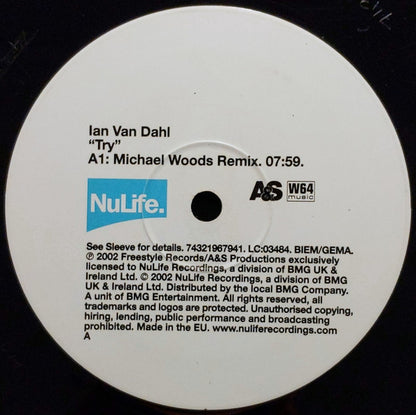 Ian Van Dahl
"Try"
A1: Michael Woods Remix. 07:59.
NuLife.
A&S
W64
music
See Sleeve for details. 74321967941. LC:03484. BIEM/GEMA.
℗ 2002 Freestyle Records/A&S Productions exclusively
licensed to NuLife Recordings, a division of BMG UK &
Ireland Ltd. © 2002 NuLife Recordings, a division of BMG
UK & Ireland Ltd. Distributed by the local BMG Company.
A unit of BMG Entertainment. All rights reserved, all
trademarks and logos are protected. Unauthorised copying,
hiring, lending, public performance and broadcasting
prohibited. Made in the EU. www.nuliferecordings.com
A